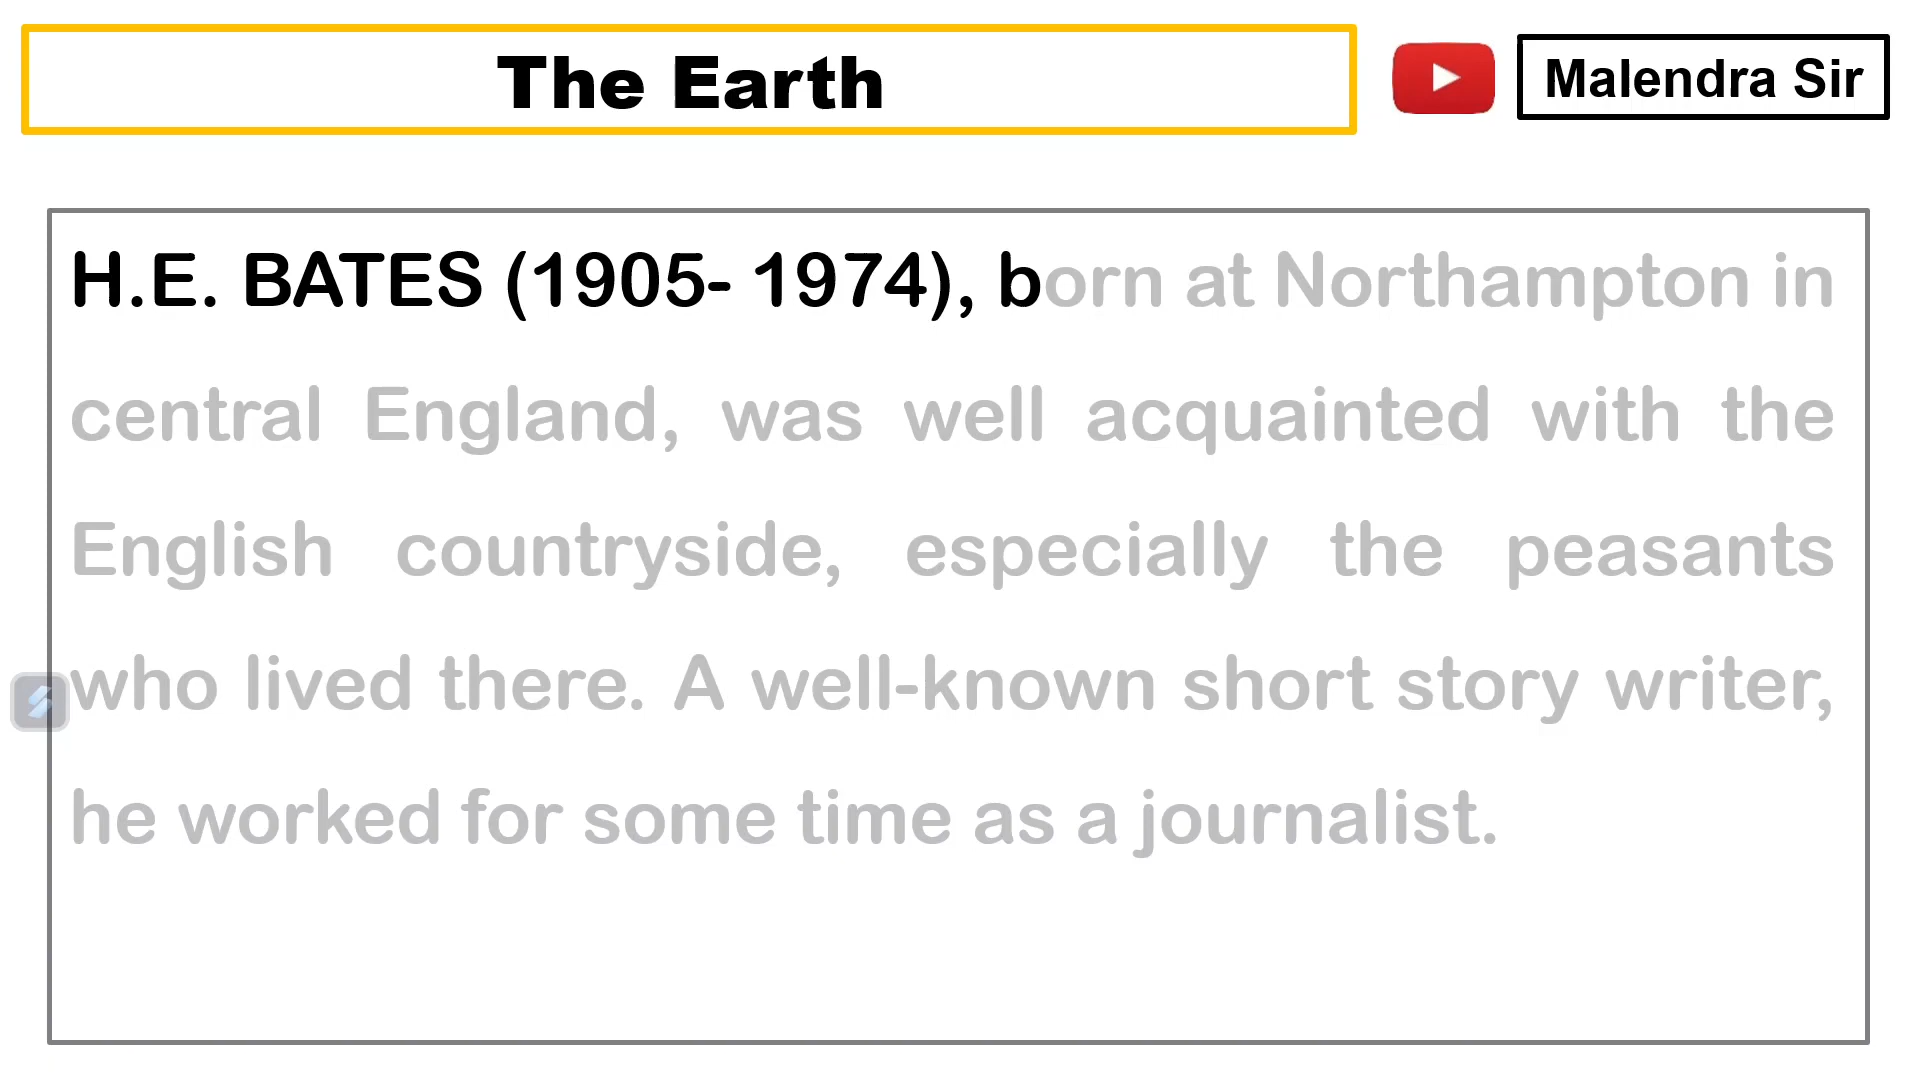 The Earth
Malendra Sir
H.E. BATES (1905- 1974), born at Northampton in
central England, was well acquainted with the
English countryside, especially the peasants
who lived there. A well-known short story writer,
he worked for some time as a journalist.